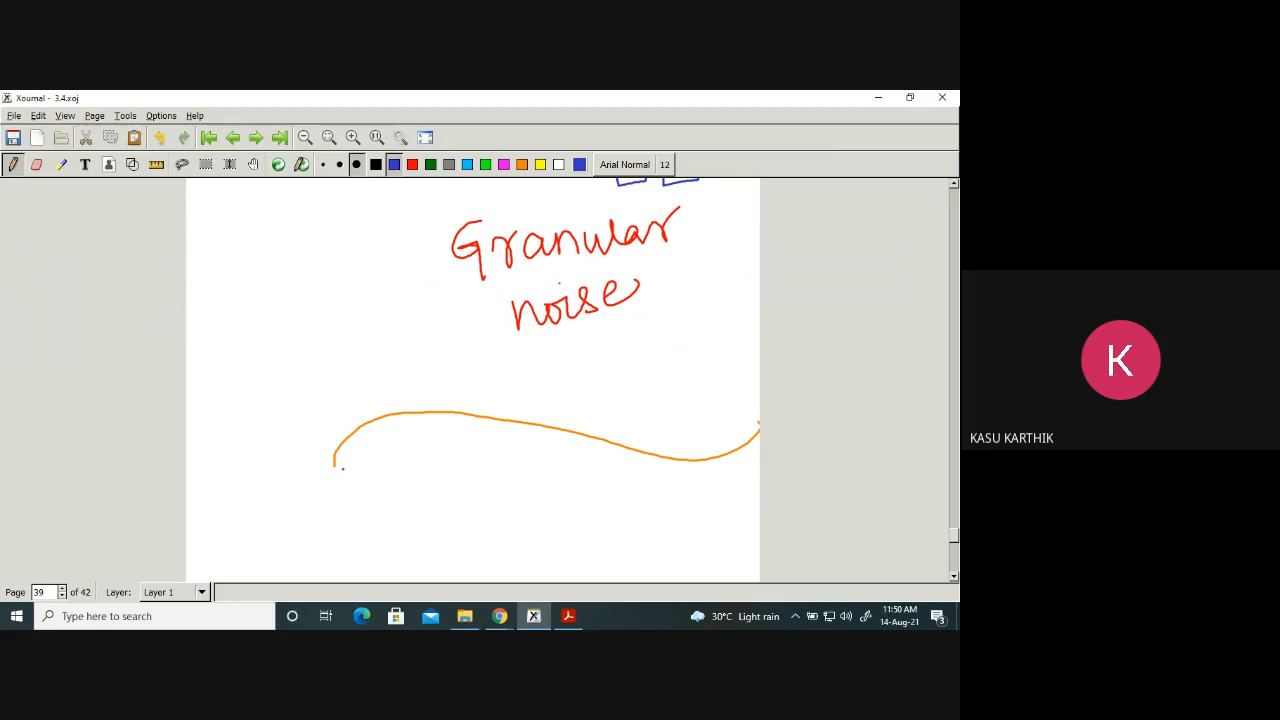 Xournal - 3.4.xoj
File Edit View Page Tools Options Help
T Arial Normal 12
Granular
noise
K
KASU KARTHIK
Page 39 of 42 Layer: Layer 1
Type here to search
30°C Light rain
11:50 AM
14-Aug-21
3